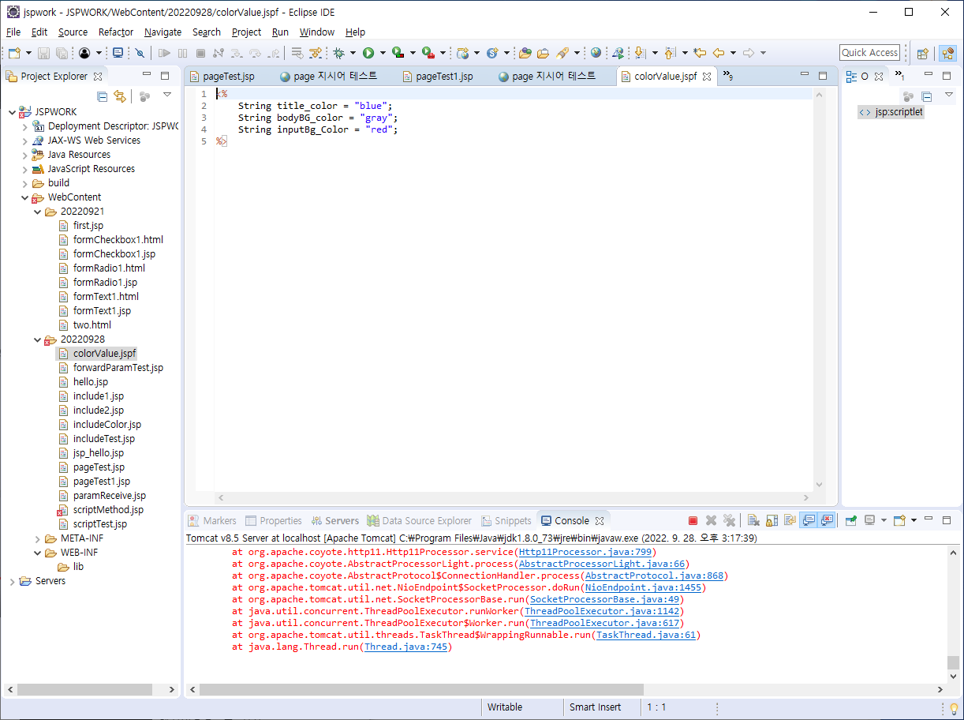 jspwork - JSPWORK/WebContent/20220928/colorValue.jspf - Eclipse IDE
File Edit Source Refactor Navigate Search Project Run Window Help
Quick Access
Project Explorer
pageTest.jsp
page 지시어 테스트
pageTest1.jsp
page 지시어 테스트
colorValue.jspf
»9
O
»1
JSPWORK
Deployment Descriptor: JSPWO
JAX-WS Web Services
Java Resources
JavaScript Resources
build
WebContent
20220921
first.jsp
formCheckbox1.html
formCheckbox1.jsp
formRadio1.html
formRadio1.jsp
formText1.html
formText1.jsp
two.html
20220928
colorValue.jspf
forwardParamTest.jsp
hello.jsp
include1.jsp
include2.jsp
includeColor.jsp
includeTest.jsp
jsp_hello.jsp
pageTest.jsp
pageTest1.jsp
paramReceive.jsp
scriptMethod.jsp
scriptTest.jsp
META-INF
WEB-INF
lib
Servers
1 <%
2 String title_color = "blue";
3 String bodyBG_color = "gray";
4 String inputBg_Color = "red";
5 %>
jsp:scriptlet
Markers Properties Servers Data Source Explorer Snippets Console
Tomcat v8.5 Server at localhost [Apache Tomcat] C:₩Program Files₩Java₩jdk1.8.0_73₩jre₩bin₩javaw.exe (2022. 9. 28. 오후 3:17:39)
at org.apache.coyote.http11.Http11Processor.service(Http11Processor.java:799)
at org.apache.coyote.AbstractProcessorLight.process(AbstractProcessorLight.java:66)
at org.apache.coyote.AbstractProtocol$ConnectionHandler.process(AbstractProtocol.java:868)
at org.apache.tomcat.util.net.NioEndpoint$SocketProcessor.doRun(NioEndpoint.java:1455)
at org.apache.tomcat.util.net.SocketProcessorBase.run(SocketProcessorBase.java:49)
at java.util.concurrent.ThreadPoolExecutor.runWorker(ThreadPoolExecutor.java:1142)
at java.util.concurrent.ThreadPoolExecutor$Worker.run(ThreadPoolExecutor.java:617)
at org.apache.tomcat.util.threads.TaskThread$WrappingRunnable.run(TaskThread.java:61)
at java.lang.Thread.run(Thread.java:745)
Writable
Smart Insert
1 : 1